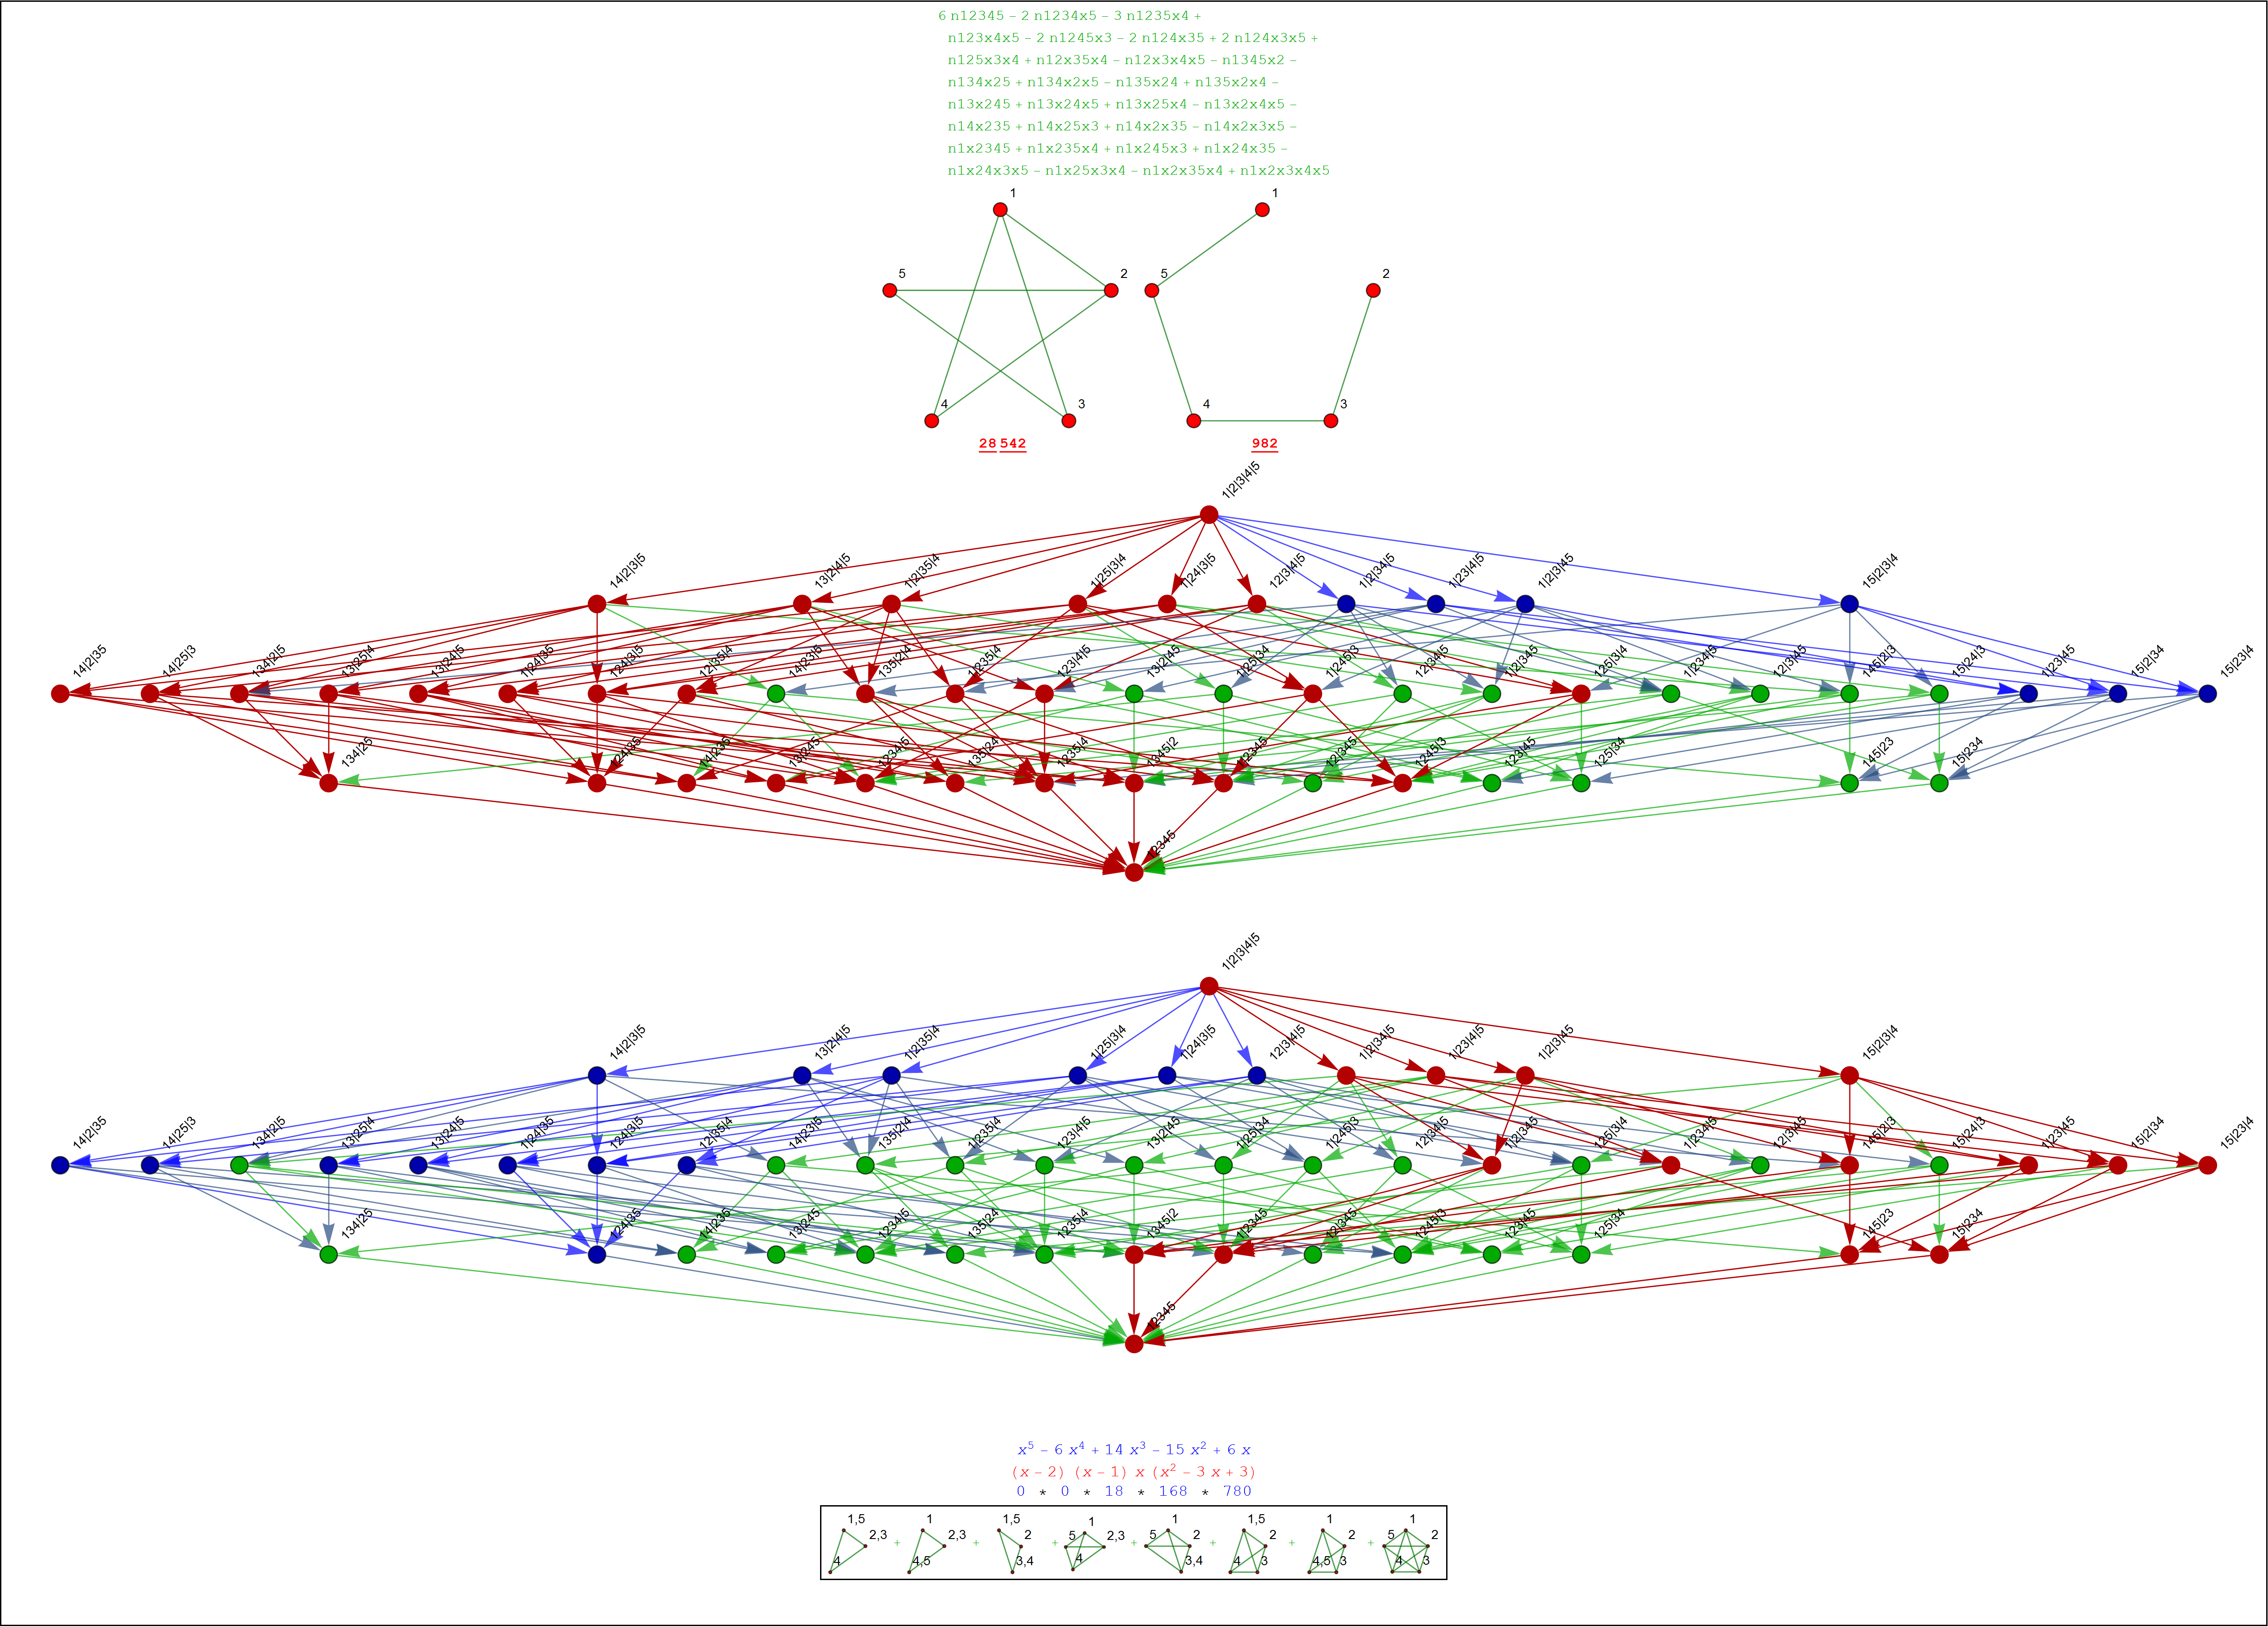 6 n12345 − 2 n1234x5 − 3 n1235x4 +
n123x4x5 − 2 n1245x3 − 2 n124x35 + 2 n124x3x5 +
n125x3x4 + n12x35x4 − n12x3x4x5 − n1345x2 −
n134x25 + n134x2x5 − n135x24 + n135x2x4 −
n13x245 + n13x24x5 + n13x25x4 − n13x2x4x5 −
n14x235 + n14x25x3 + n14x2x35 − n14x2x3x5 −
n1x2345 + n1x235x4 + n1x245x3 + n1x24x35 −
n1x24x3x5 − n1x25x3x4 − n1x2x35x4 + n1x2x3x4x5
1 1
5 2 5 2
4 3 4 3
28 542 982
1|2|3|4|5
14|2|3|5 13|2|4|5 1|2|35|4 1|25|3|4 1|24|3|5 12|3|4|5 1|2|34|5 1|23|4|5 1|2|3|45 15|2|3|4
14|2|35 14|25|3 134|2|5 13|25|4 13|24|5 1|24|35 124|3|5 12|35|4 14|23|5 135|2|4 1|235|4 123|4|5 13|2|45 1|25|34 1|245|3 12|34|5 1|2|345 125|3|4 1|234|5 12|3|45 145|2|3 15|24|3 1|23|45 15|2|34 15|23|4
134|25 124|35 14|235 13|245 1234|5 135|24 1235|4 1345|2 1|2345 12|345 1245|3 123|45 125|34 145|23 15|234
12345
1|2|3|4|5
14|2|3|5 13|2|4|5 1|2|35|4 1|25|3|4 1|24|3|5 12|3|4|5 1|2|34|5 1|23|4|5 1|2|3|45 15|2|3|4
14|2|35 14|25|3 134|2|5 13|25|4 13|24|5 1|24|35 124|3|5 12|35|4 14|23|5 135|2|4 1|235|4 123|4|5 13|2|45 1|25|34 1|245|3 12|34|5 1|2|345 125|3|4 1|234|5 12|3|45 145|2|3 15|24|3 1|23|45 15|2|34 15|23|4
134|25 124|35 14|235 13|245 1234|5 135|24 1235|4 1345|2 1|2345 12|345 1245|3 123|45 125|34 145|23 15|234
12345
x⁵ − 6 x⁴ + 14 x³ − 15 x² + 6 x
(x − 2) (x − 1) x (x² − 3 x + 3)
0 * 0 * 18 * 168 * 780
1,5 2,3 4 + 1 2,3 4,5 + 1,5 2 3,4 + 1 5 2,3 4 + 1 5 2 3,4 + 1,5 2 4 3 + 1 2 4,5 3 + 1 5 2 4 3